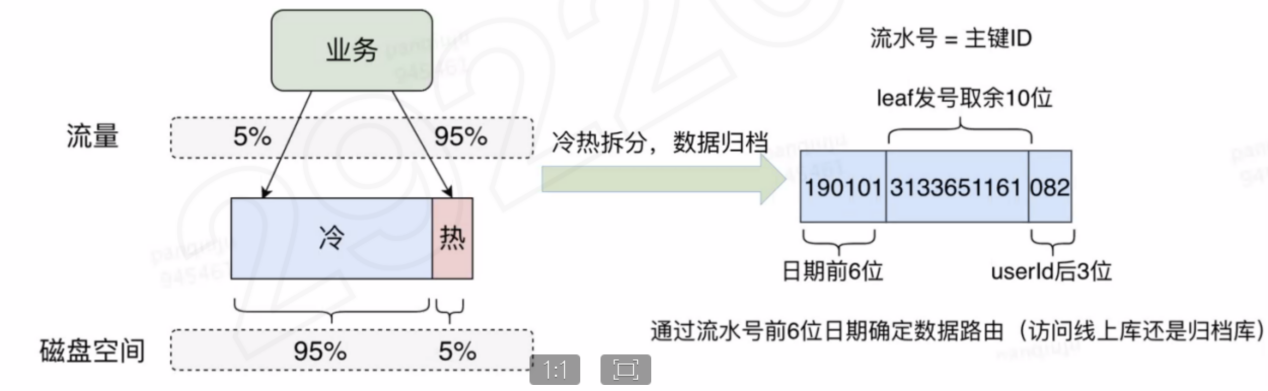 业务
流水号 = 主键ID
leaf发号取余10位
流量
5%
95%
冷热拆分，数据归档
190101
3133651161
082
冷
热
日期前6位
userId后3位
通过流水号前6位日期确定数据路由（访问线上库还是归档库）
磁盘空间
95%
5%
1:1